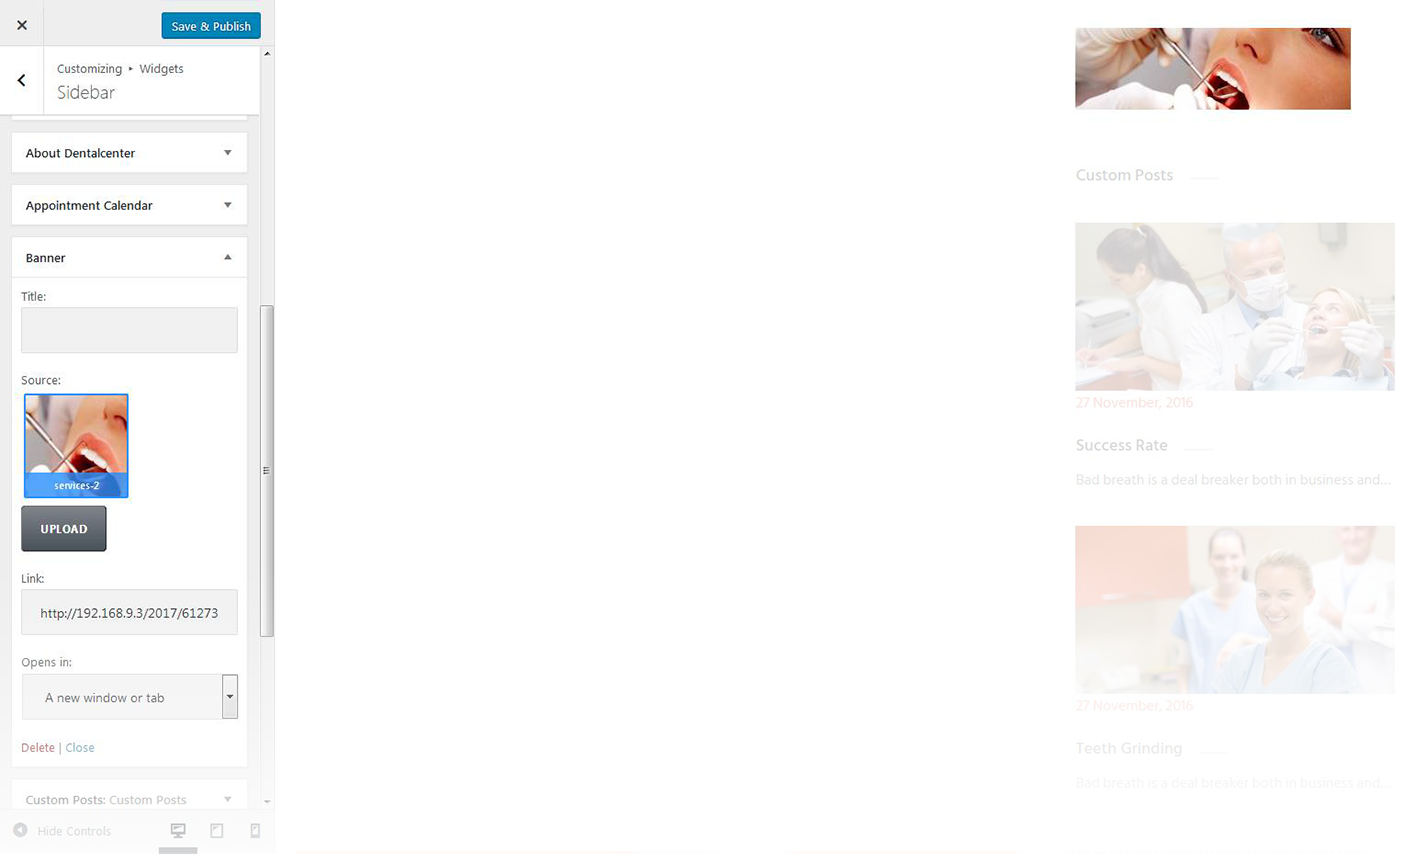 Save & Publish
Customizing ▸ Widgets
Sidebar
About Dentalcenter
Appointment Calendar
Banner
Title:
Source:
services-2
UPLOAD
Link:
http://192.168.9.3/2017/61273
Opens in:
A new window or tab
Delete | Close
Custom Posts: Custom Posts
Hide Controls
Custom Posts
27 November, 2016
Success Rate
Bad breath is a deal breaker both in business and...
27 November, 2016
Teeth Grinding
Bad breath is a deal breaker both in business and...